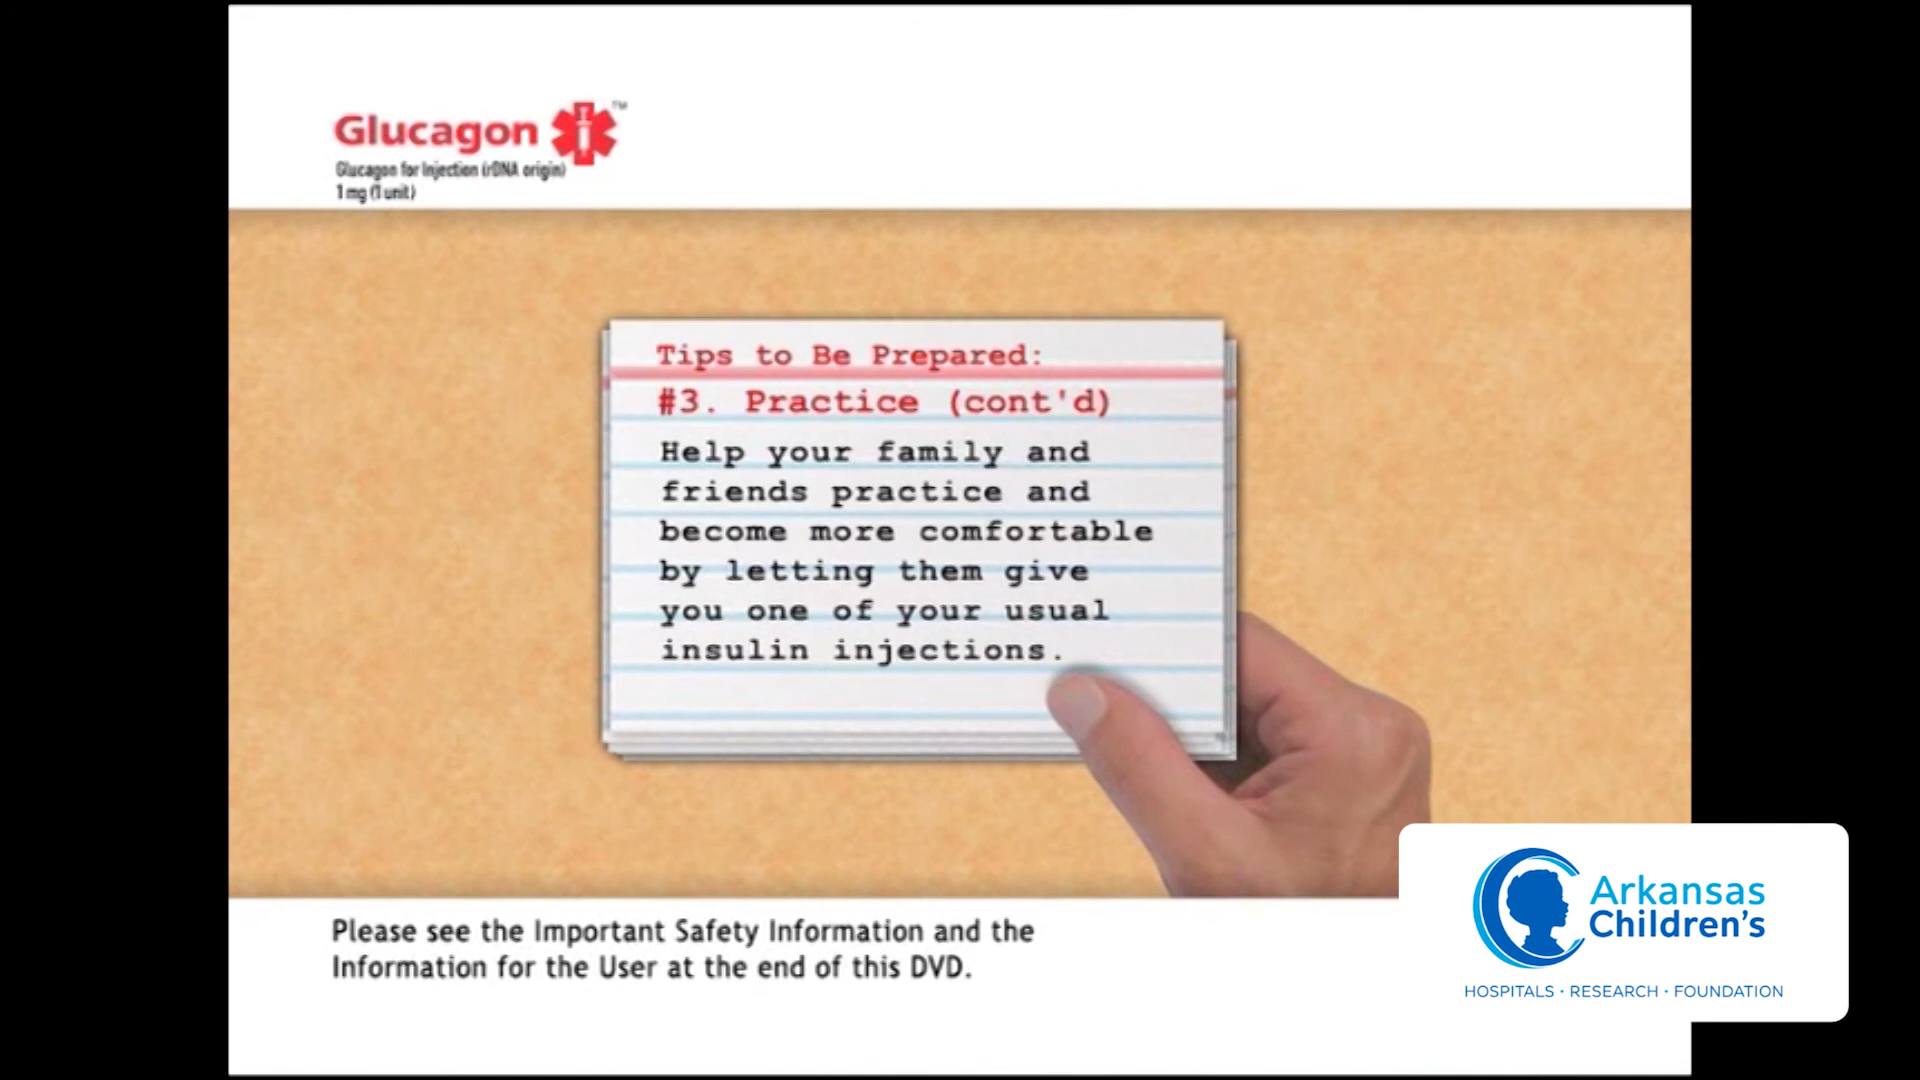 Glucagon ™
Glucagon for Injection (rDNA origin)
1 mg (1 unit)
Tips to Be Prepared:
#3. Practice (cont'd)
Help your family and
friends practice and
become more comfortable
by letting them give
you one of your usual
insulin injections.
Please see the Important Safety Information and the
Information for the User at the end of this DVD.
Arkansas
Children's
HOSPITALS · RESEARCH · FOUNDATION